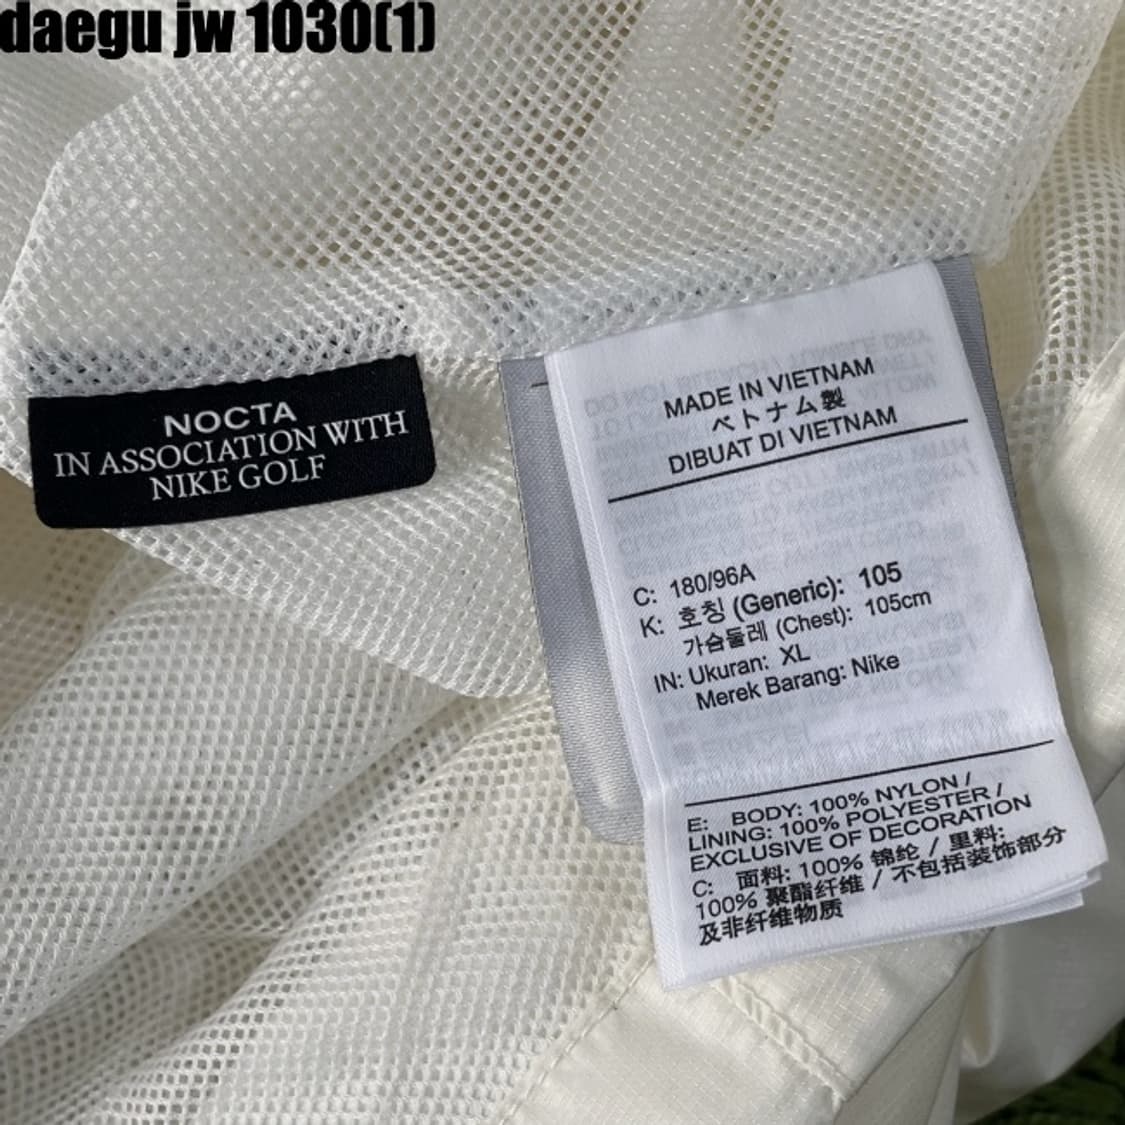 daegu jw 1030(1)
NOCTA
IN ASSOCIATION WITH
NIKE GOLF
MADE IN VIETNAM
ベトナム製
DIBUAT DI VIETNAM
C: 180/96A
K: 호칭 (Generic): 105
가슴둘레 (Chest): 105cm
IN: Ukuran: XL
Merek Barang: Nike
E: BODY: 100% NYLON /
LINING: 100% POLYESTER /
EXCLUSIVE OF DECORATION
C: 面料: 100% 锦纶 / 里料:
100% 聚酯纤维 / 不包括装饰部分
及非纤维物质